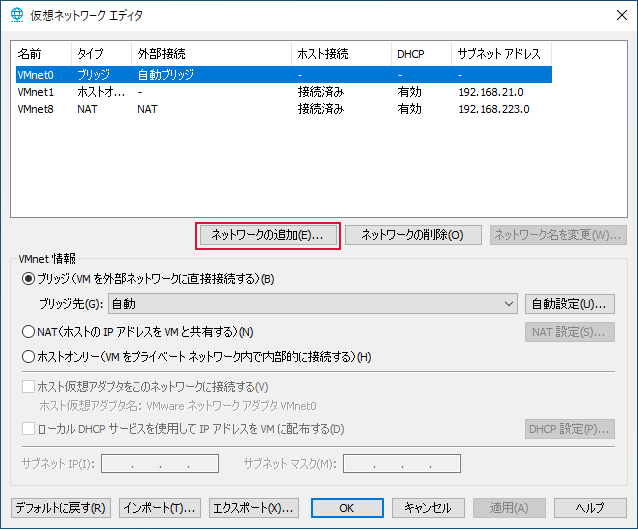 仮想ネットワーク エディタ
名前 タイプ 外部接続 ホスト接続 DHCP サブネット アドレス
VMnet0 ブリッジ 自動ブリッジ - - -
VMnet1 ホストオ... - 接続済み 有効 192.168.21.0
VMnet8 NAT NAT 接続済み 有効 192.168.223.0
ネットワークの追加(E)... ネットワークの削除(O) ネットワーク名を変更(W)...
VMnet 情報
ブリッジ(VM を外部ネットワークに直接接続する)(B)
ブリッジ先(G): 自動 自動設定(U)...
NAT(ホストの IP アドレスを VM と共有する)(N) NAT 設定(S)...
ホストオンリー(VM をプライベート ネットワーク内で内部的に接続する)(H)
ホスト仮想アダプタをこのネットワークに接続する(V)
ホスト仮想アダプタ名: VMware ネットワーク アダプタ VMnet0
ローカル DHCP サービスを使用して IP アドレスを VM に配布する(D) DHCP 設定(P)...
サブネット IP(I): . . . サブネット マスク(M): . . .
デフォルトに戻す(R) インポート(T)... エクスポート(X)... OK キャンセル 適用(A) ヘルプ